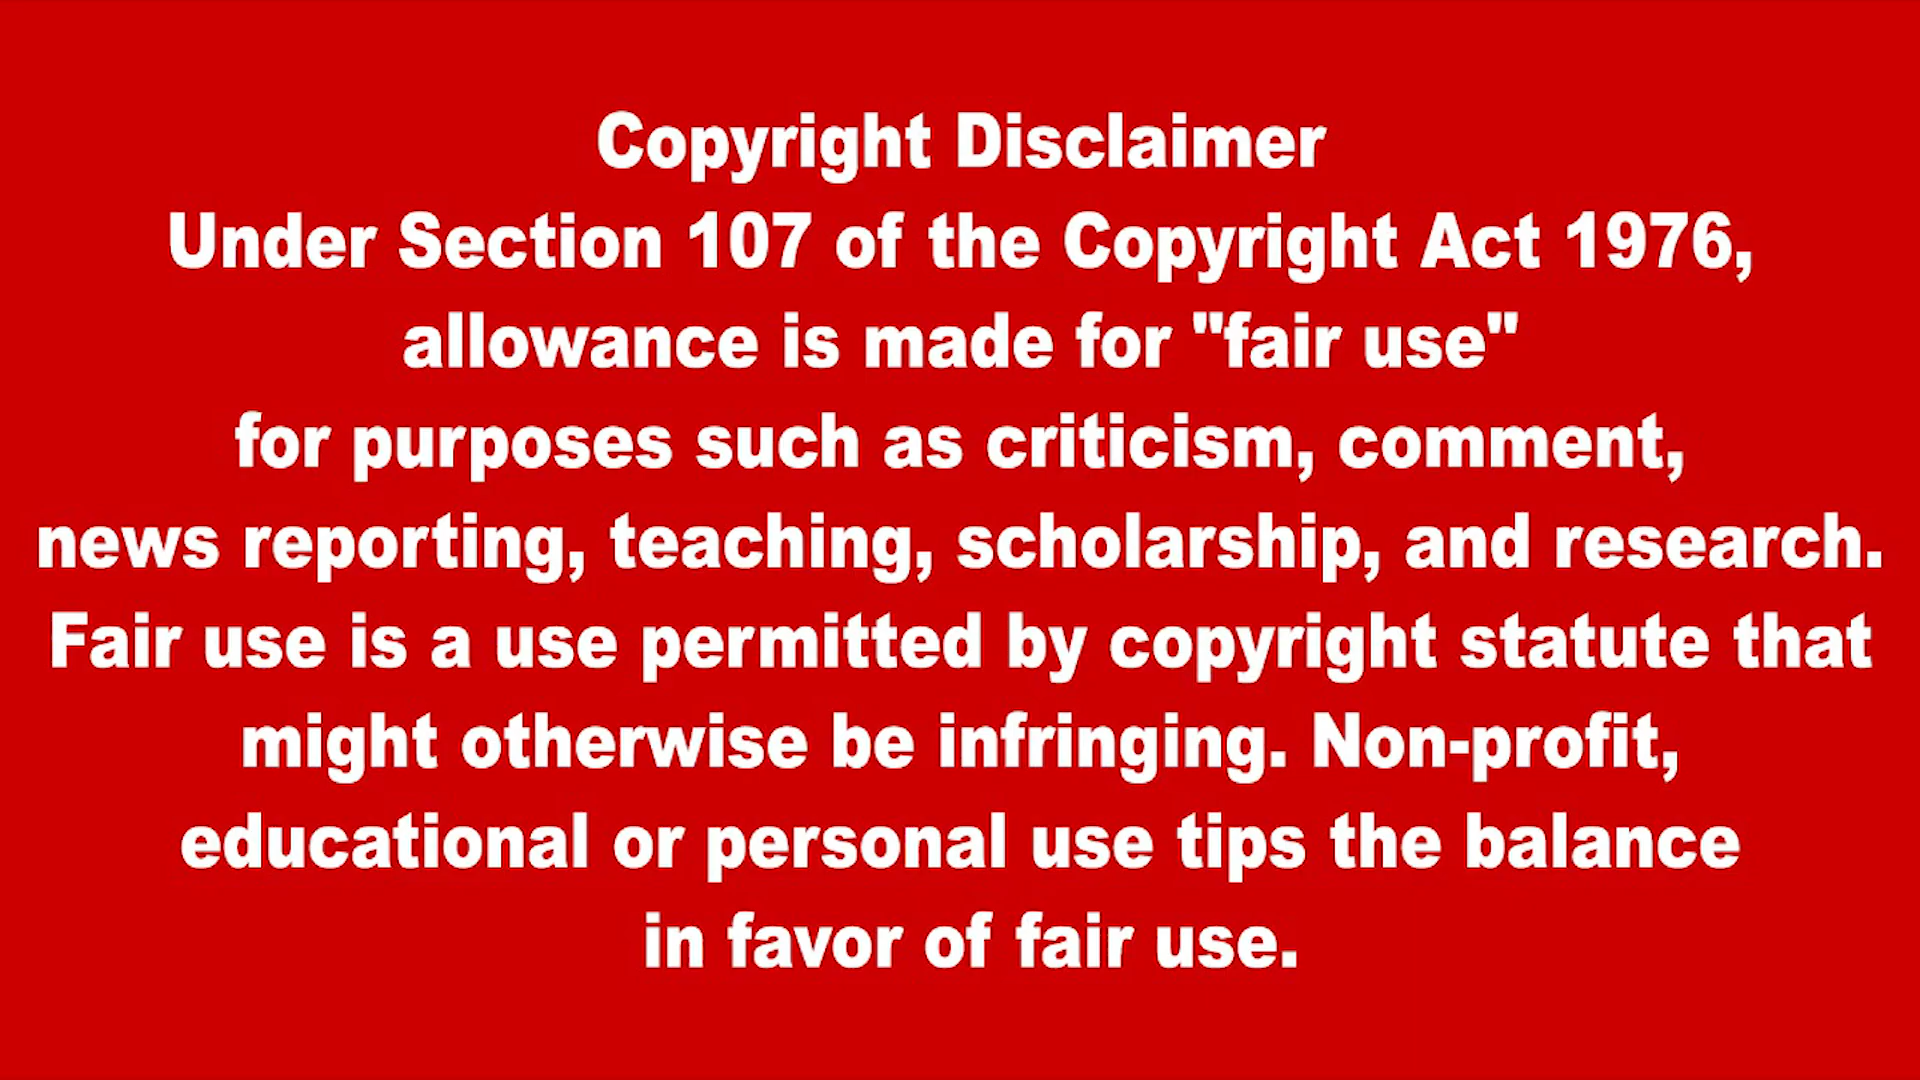 Copyright Disclaimer
Under Section 107 of the Copyright Act 1976,
allowance is made for "fair use"
for purposes such as criticism, comment,
news reporting, teaching, scholarship, and research.
Fair use is a use permitted by copyright statute that
might otherwise be infringing. Non-profit,
educational or personal use tips the balance
in favor of fair use.